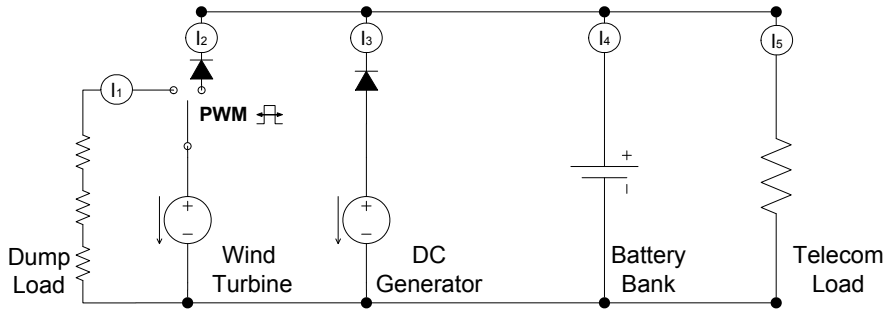 I2
I3
I4
I5
I1
PWM
+
−
+
−
+
−
Dump
Load
Wind
Turbine
DC
Generator
Battery
Bank
Telecom
Load